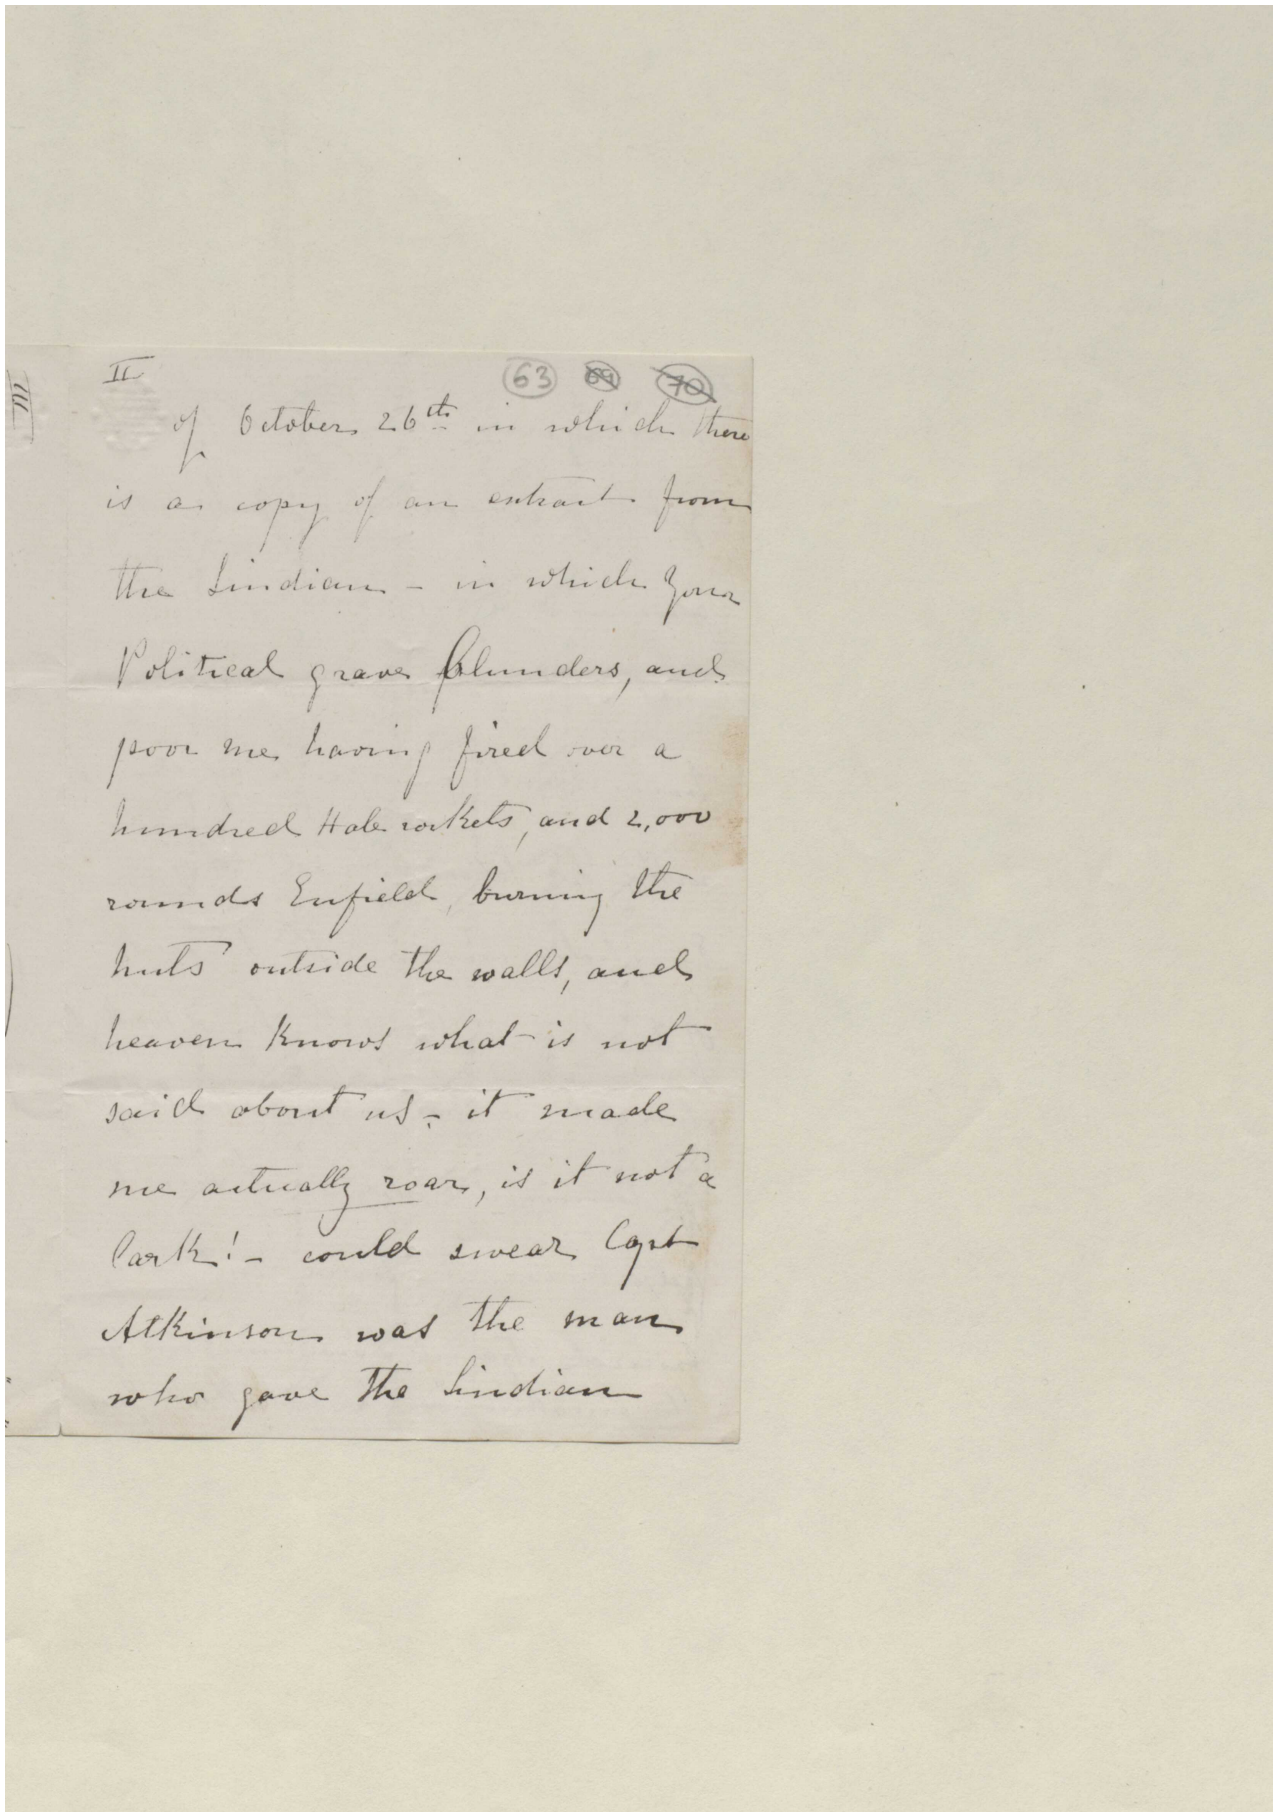 II
63 69 70
III
of October 26th in which there
is a copy of an extract from
the Sindian - in which Your
Political grave blunders, and
poor me having fired over a
hundred Hale rockets, and 2,000
rounds Enfield, burning the
huts outside the walls, and
heaven knows what is not
said about us - it made
me actually roar, is it not a
lark! - could swear Capt
Atkinson was the man
who gave the Sindian